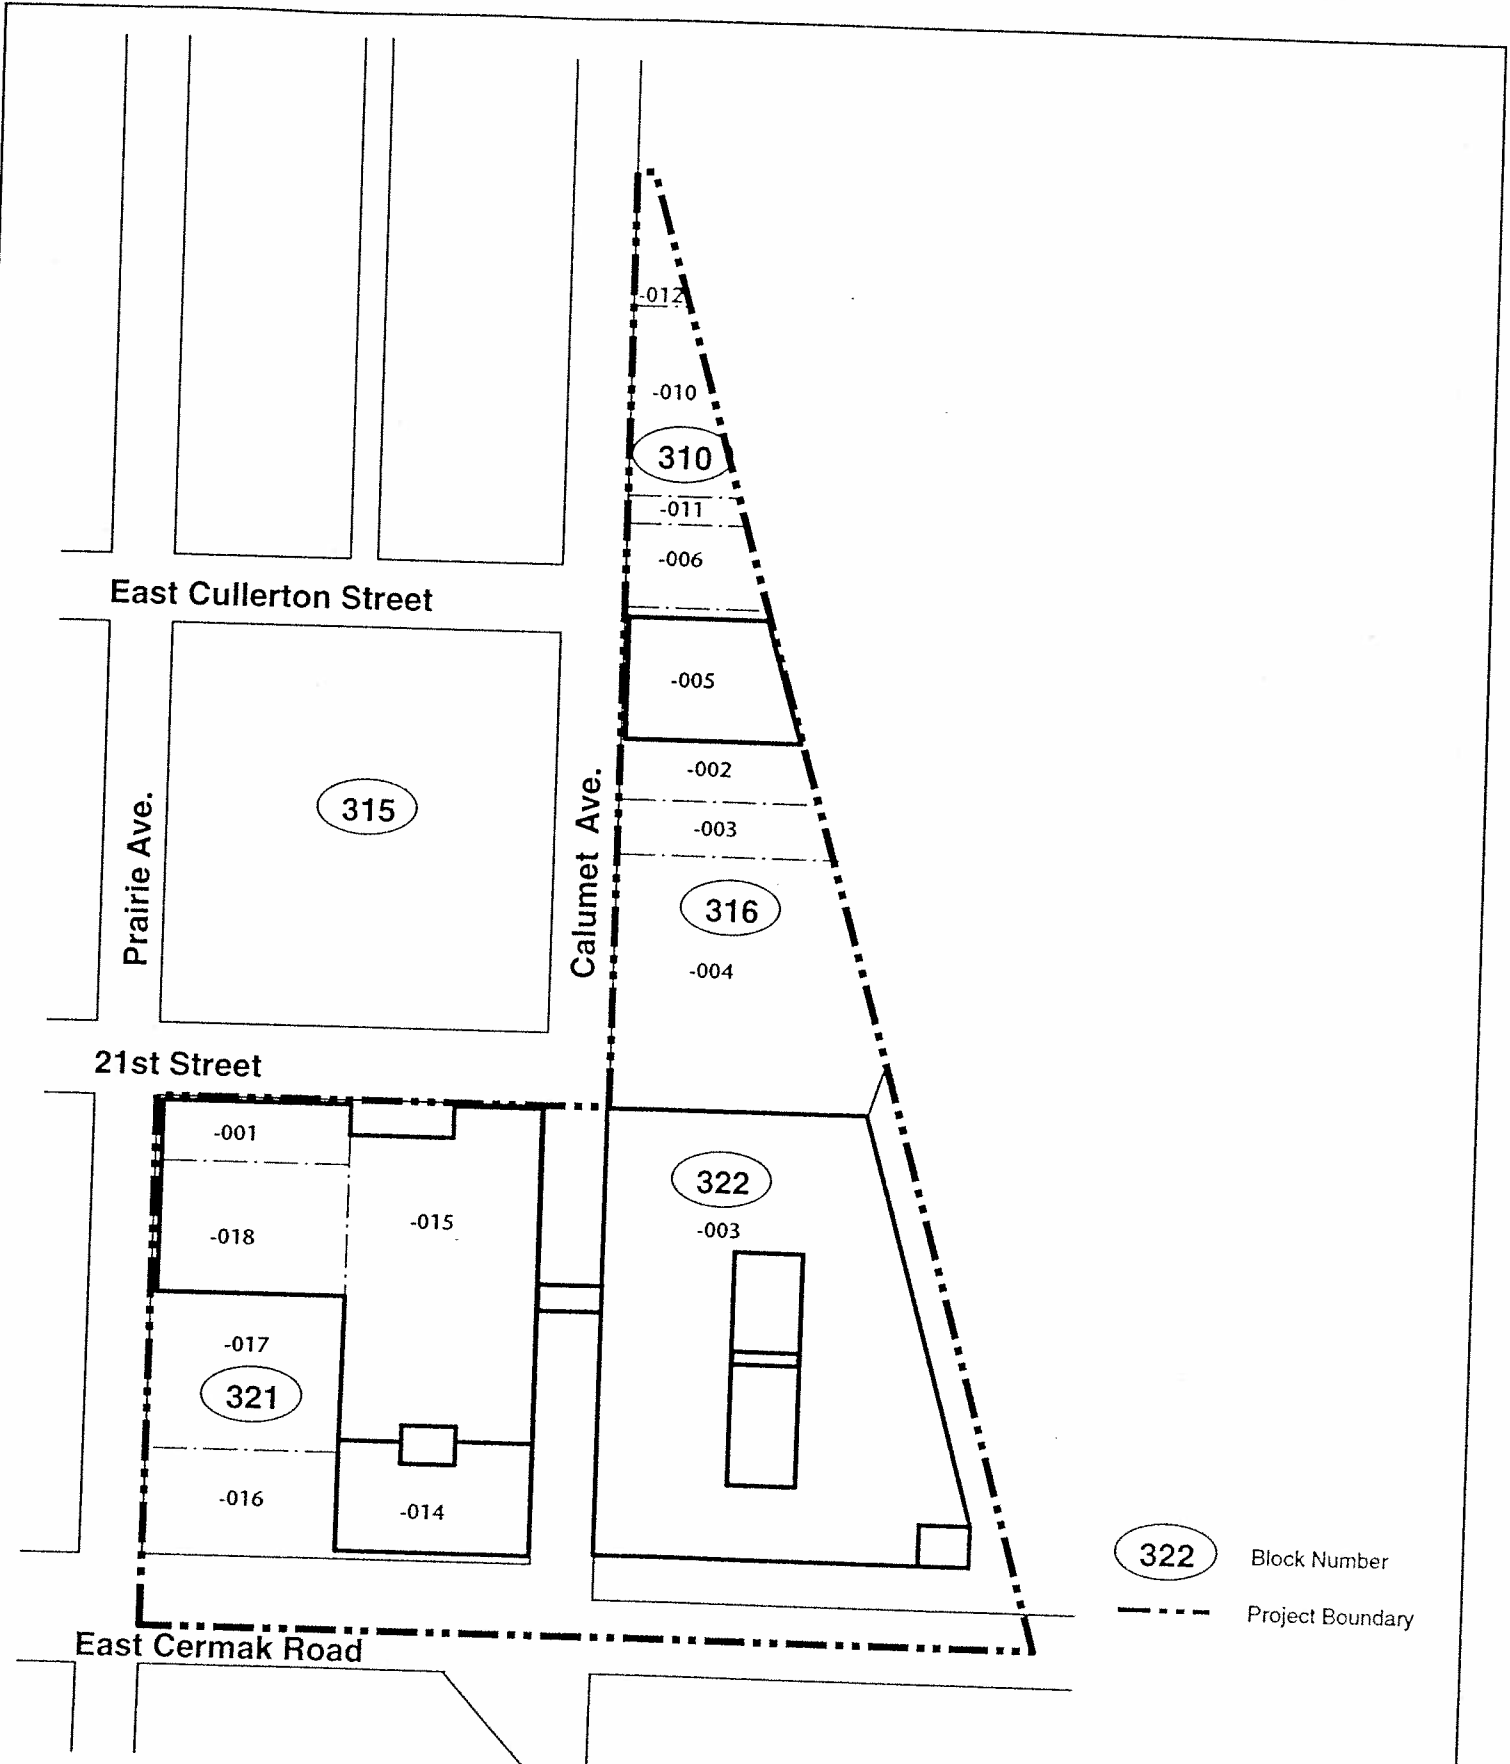 -012
-010
310
-011
-006
East Cullerton Street
-005
-002
315
Prairie Ave.
Calumet Ave.
-003
316
-004
21st Street
-001
322
-015
-003
-018
-017
321
-016
-014
322 Block Number
Project Boundary
East Cermak Road